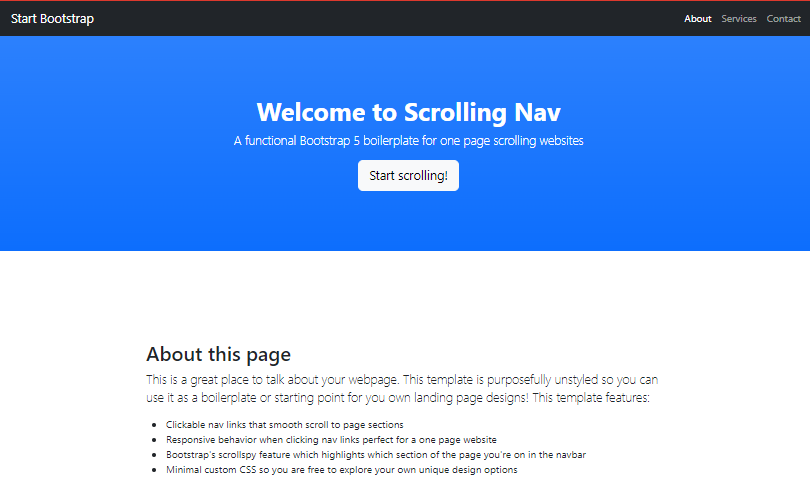 Start Bootstrap
About Services Contact
Welcome to Scrolling Nav
A functional Bootstrap 5 boilerplate for one page scrolling websites
Start scrolling!
About this page
This is a great place to talk about your webpage. This template is purposefully unstyled so you can
use it as a boilerplate or starting point for you own landing page designs! This template features:
Clickable nav links that smooth scroll to page sections
Responsive behavior when clicking nav links perfect for a one page website
Bootstrap's scrollspy feature which highlights which section of the page you're on in the navbar
Minimal custom CSS so you are free to explore your own unique design options